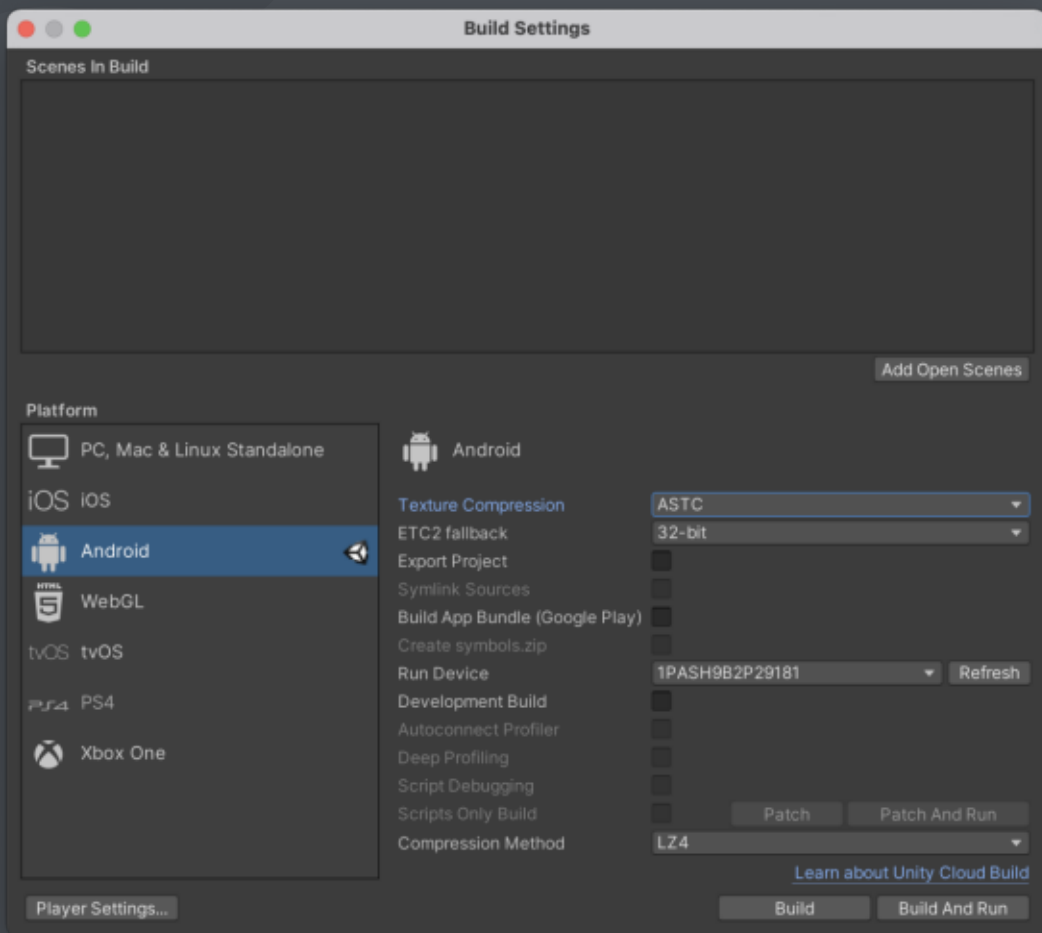 Build Settings
Scenes In Build
Add Open Scenes
Platform
PC, Mac & Linux Standalone
iOS iOS
Android
HTML 5 WebGL
tvOS tvOS
PS4 PS4
Xbox One
Android
Texture Compression ASTC
ETC2 fallback 32-bit
Export Project
Symlink Sources
Build App Bundle (Google Play)
Create symbols.zip
Run Device 1PASH9B2P29181 Refresh
Development Build
Autoconnect Profiler
Deep Profiling
Script Debugging
Scripts Only Build Patch Patch And Run
Compression Method LZ4
Learn about Unity Cloud Build
Player Settings... Build Build And Run